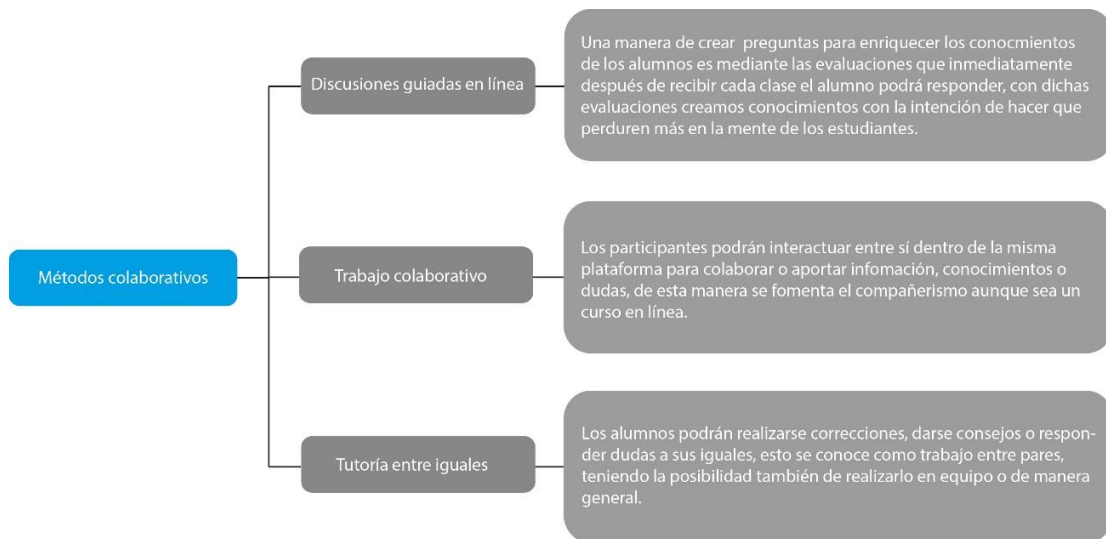 Métodos colaborativos
Discusiones guiadas en línea
Una manera de crear preguntas para enriquecer los conocmientos
de los alumnos es mediante las evaluaciones que inmediatamente
después de recibir cada clase el alumno podrá responder, con dichas
evaluaciones creamos conocimientos con la intención de hacer que
perduren más en la mente de los estudiantes.
Trabajo colaborativo
Los participantes podrán interactuar entre sí dentro de la misma
plataforma para colaborar o aportar infomación, conocimientos o
dudas, de esta manera se fomenta el compañerismo aunque sea un
curso en línea.
Tutoría entre iguales
Los alumnos podrán realizarse correcciones, darse consejos o respon-
der dudas a sus iguales, esto se conoce como trabajo entre pares,
teniendo la posibilidad también de realizarlo en equipo o de manera
general.